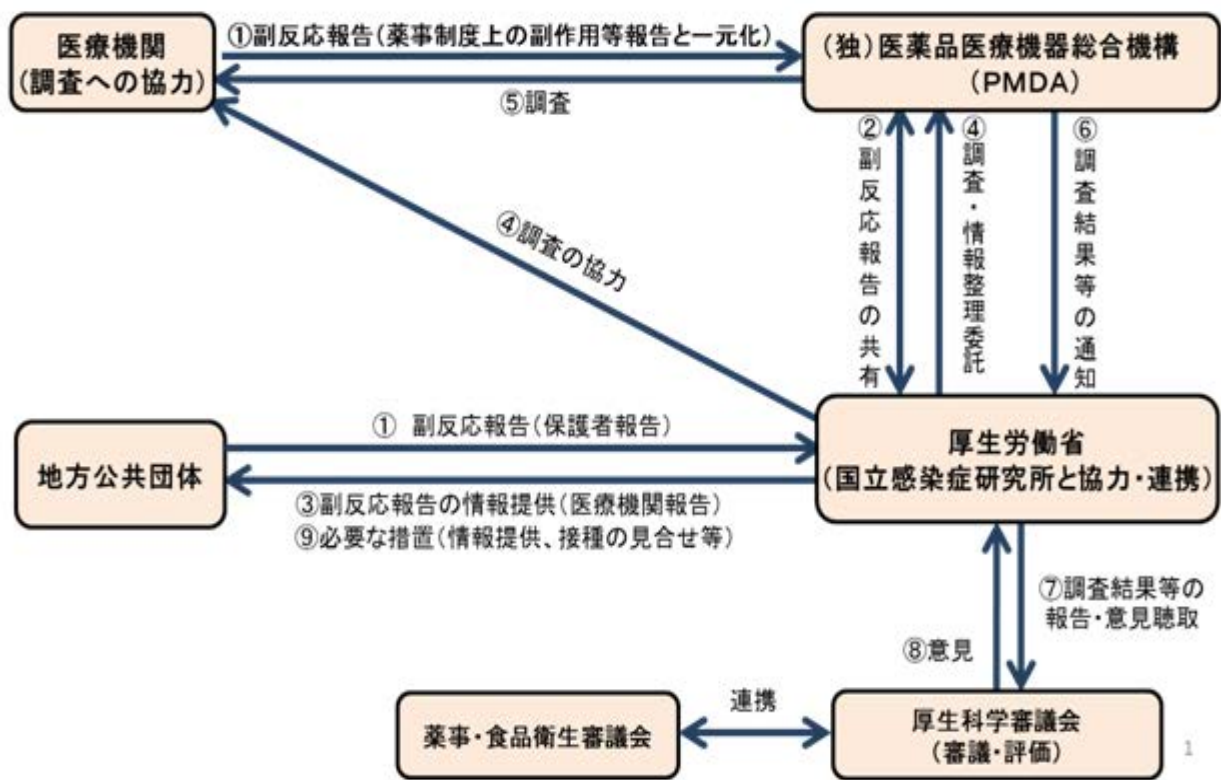 医療機関
(調査への協力)
①副反応報告(薬事制度上の副作用等報告と一元化)
⑤調査
(独)医薬品医療機器総合機構
(PMDA)
②副反応報告の共有
④調査・情報整理委託
⑥調査結果等の通知
④調査の協力
地方公共団体
① 副反応報告(保護者報告)
③副反応報告の情報提供(医療機関報告)
⑨必要な措置(情報提供、接種の見合せ等)
厚生労働省
(国立感染症研究所と協力・連携)
⑦調査結果等の
報告・意見聴取
⑧意見
薬事・食品衛生審議会
連携
厚生科学審議会
(審議・評価)
1